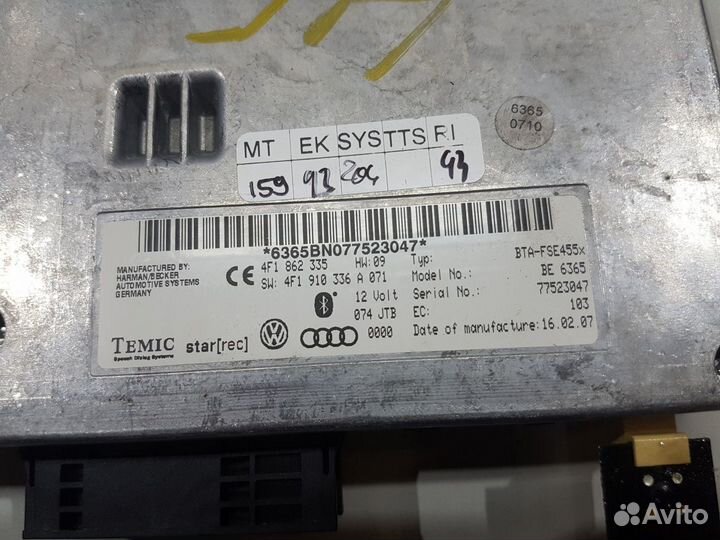 6365
0710
MT EK SYS TTS RI
159 93 204 93
*6365BN077523047*
MANUFACTURED BY:
HARMAN/BECKER
AUTOMOTIVE SYSTEMS
GERMANY
CE
4F1 862 335 HW: 09
SW: 4F1 910 336 A 071
12 Volt
074 JTB
0000
Typ: BTA-FSE455x
Model No.: BE 6365
Serial No.: 77523047
EC: 103
Date of manufacture: 16.02.07
TEMIC
Speech Dialog Systems
star[rec]
Avito